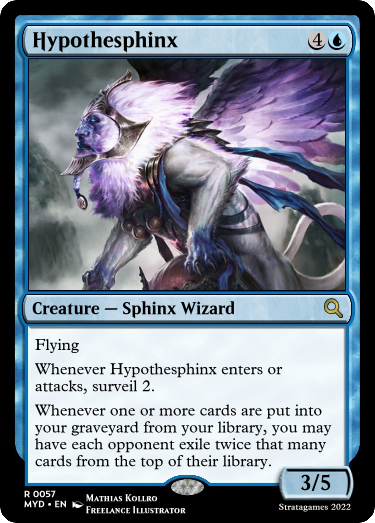 Hypothesphinx 4
Creature — Sphinx Wizard
Flying
Whenever Hypothesphinx enters or
attacks, surveil 2.
Whenever one or more cards are put into
your graveyard from your library, you may
have each opponent exile twice that many
cards from the top of their library.
3/5
R 0057
MYD • EN Mathias Kollro
Freelance Illustrator
Stratagames 2022